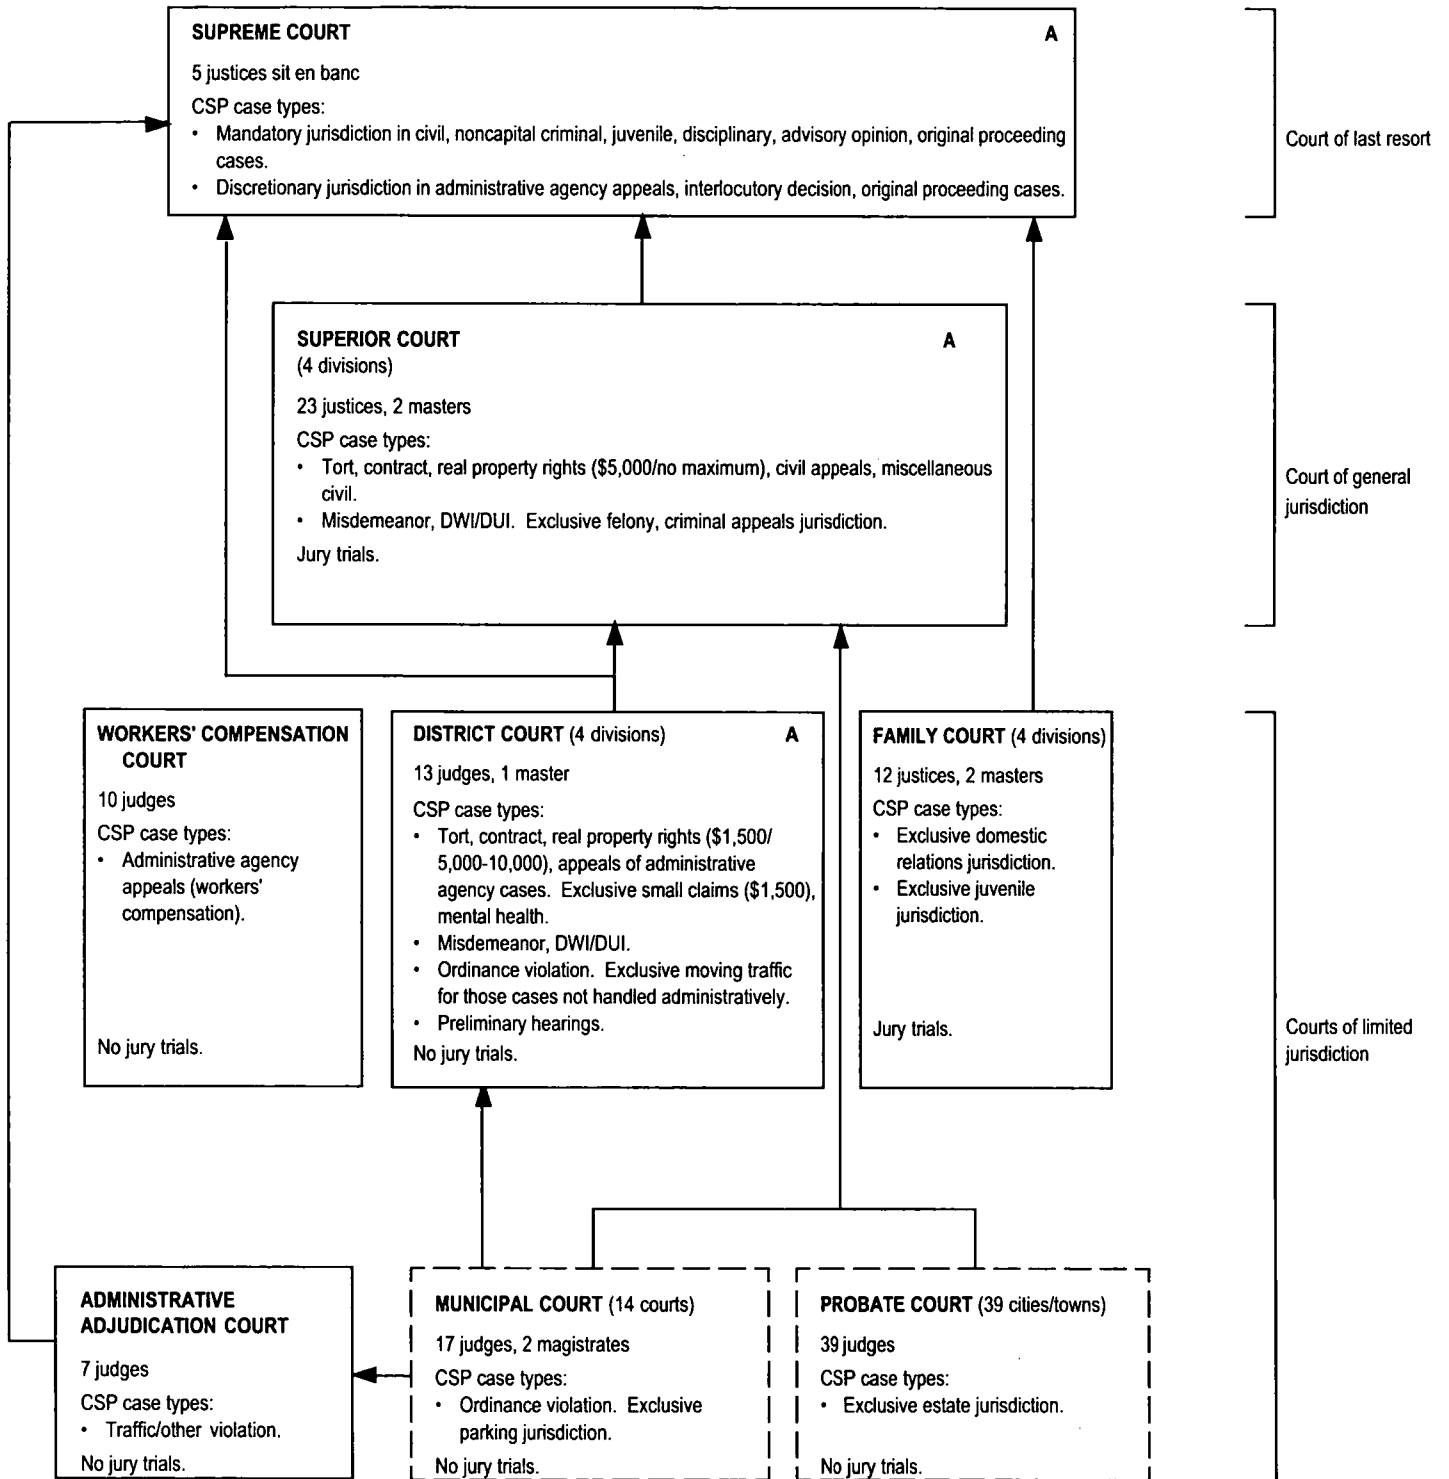 SUPREME COURT A
5 justices sit en banc
CSP case types:
• Mandatory jurisdiction in civil, noncapital criminal, juvenile, disciplinary, advisory opinion, original proceeding
cases.
• Discretionary jurisdiction in administrative agency appeals, interlocutory decision, original proceeding cases.
Court of last resort
SUPERIOR COURT A
(4 divisions)
23 justices, 2 masters
CSP case types:
• Tort, contract, real property rights ($5,000/no maximum), civil appeals, miscellaneous
civil.
• Misdemeanor, DWI/DUI. Exclusive felony, criminal appeals jurisdiction.
Jury trials.
Court of general
jurisdiction
WORKERS' COMPENSATION
COURT
10 judges
CSP case types:
• Administrative agency
appeals (workers'
compensation).
No jury trials.
DISTRICT COURT (4 divisions) A
13 judges, 1 master
CSP case types:
• Tort, contract, real property rights ($1,500/
5,000-10,000), appeals of administrative
agency cases. Exclusive small claims ($1,500),
mental health.
• Misdemeanor, DWI/DUI.
• Ordinance violation. Exclusive moving traffic
for those cases not handled administratively.
• Preliminary hearings.
No jury trials.
FAMILY COURT (4 divisions)
12 justices, 2 masters
CSP case types:
• Exclusive domestic
relations jurisdiction.
• Exclusive juvenile
jurisdiction.
Jury trials.
Courts of limited
jurisdiction
ADMINISTRATIVE
ADJUDICATION COURT
7 judges
CSP case types:
• Traffic/other violation.
No jury trials.
MUNICIPAL COURT (14 courts)
17 judges, 2 magistrates
CSP case types:
• Ordinance violation. Exclusive
parking jurisdiction.
No jury trials.
PROBATE COURT (39 cities/towns)
39 judges
CSP case types:
• Exclusive estate jurisdiction.
No jury trials.